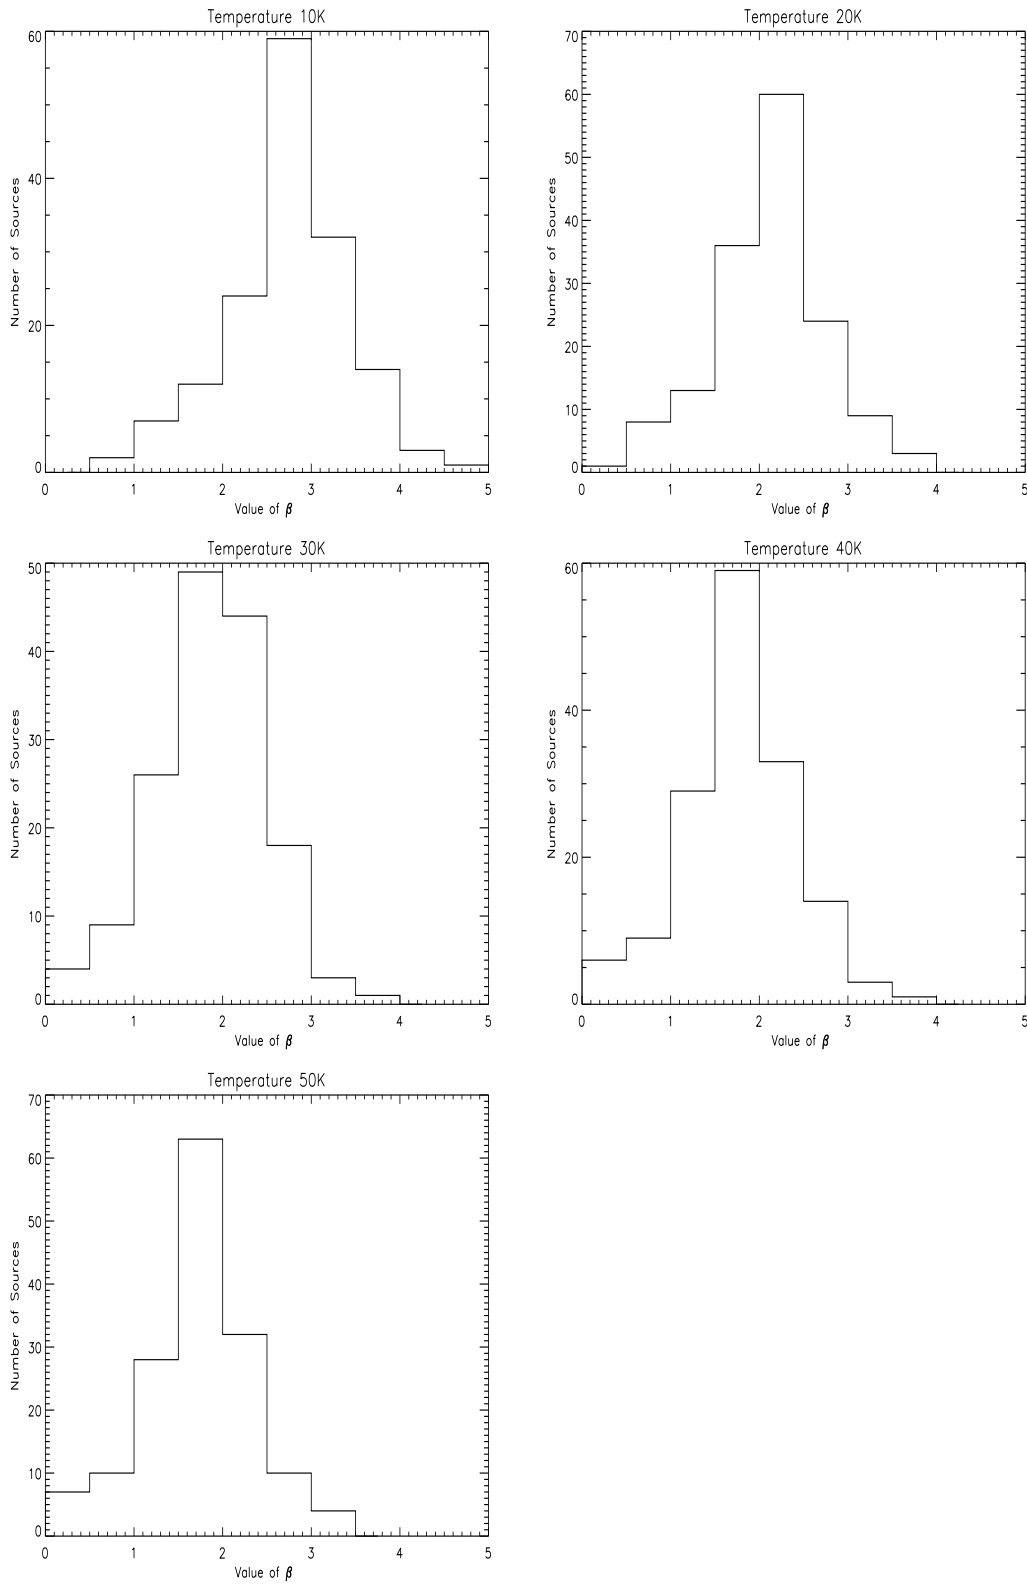 Temperature 10K
60
40
20
0
Number of Sources
0 1 2 3 4 5
Value of β
Temperature 20K
70
60
50
40
30
20
10
0
Number of Sources
0 1 2 3 4 5
Value of β
Temperature 30K
50
40
30
20
10
0
Number of Sources
0 1 2 3 4 5
Value of β
Temperature 40K
60
40
20
0
Number of Sources
0 1 2 3 4 5
Value of β
Temperature 50K
70
60
50
40
30
20
10
0
Number of Sources
0 1 2 3 4 5
Value of β